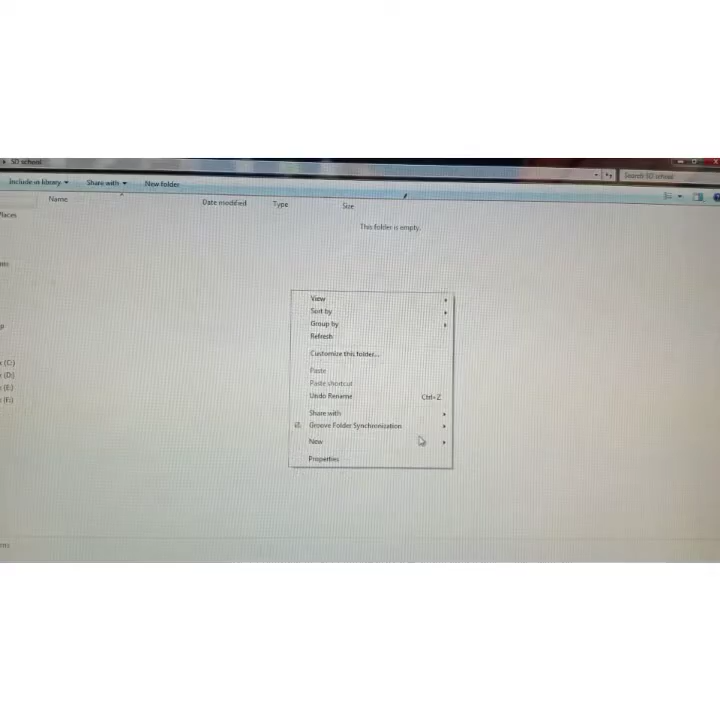 SD school
Search SD school
Include in library
Share with
New folder
Name
Date modified
Type
Size
This folder is empty.
View
Sort by
Group by
Refresh
Customize this folder...
Paste
Paste shortcut
Undo Rename Ctrl+Z
Share with
Groove Folder Synchronization
New
Properties
(C:)
(D:)
(E:)
(F:)